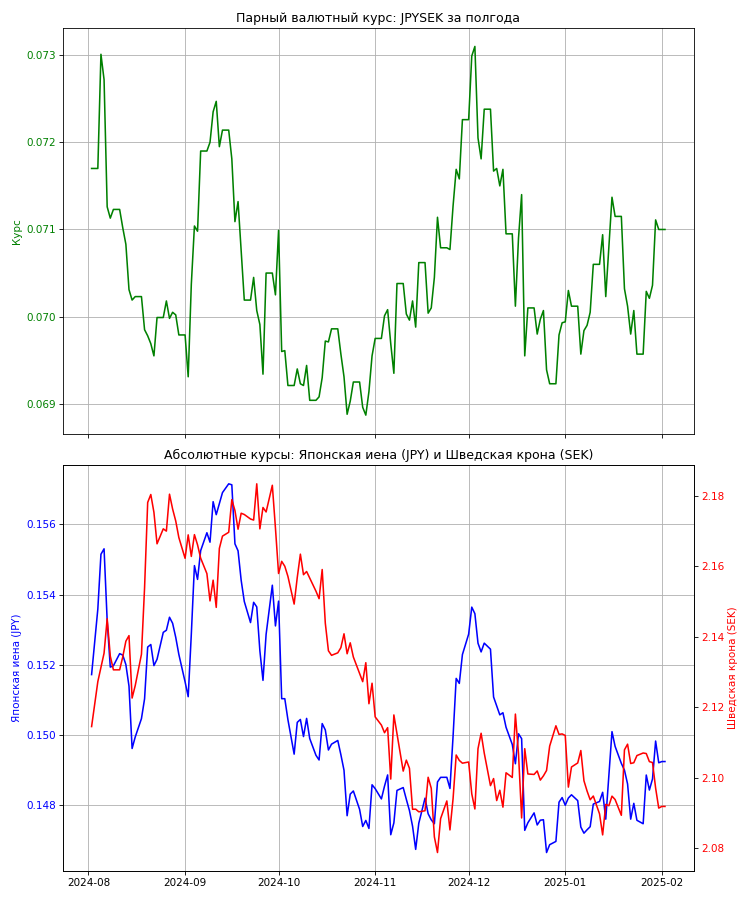 Парный валютный курс: JPYSEK за полгода
0.073
0.072
0.071
0.070
0.069
Курс
Абсолютные курсы: Японская иена (JPY) и Шведская крона (SEK)
0.156
0.154
0.152
0.150
0.148
Японская иена (JPY)
2.18
2.16
2.14
2.12
2.10
2.08
Шведская крона (SEK)
2024-08 2024-09 2024-10 2024-11 2024-12 2025-01 2025-02